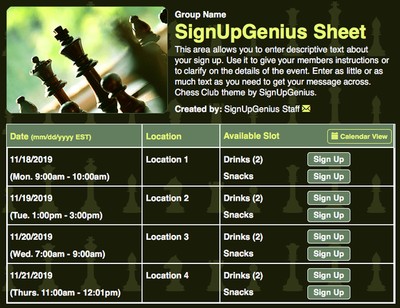 Group Name
SignUpGenius Sheet
This area allows you to enter descriptive text about
your sign up. Use it to give your members instructions or
to clarify on the details of the event. Enter as little or as
much text as you need to get your message across.
Chess Club theme by SignUpGenius.
Created by: SignUpGenius Staff
Date (mm/dd/yyyy EST) Location Available Slot Calendar View
11/18/2019 Location 1 Drinks (2) Sign Up
(Mon. 9:00am - 10:00am) Snacks Sign Up
11/19/2019 Location 2 Drinks (2) Sign Up
(Tue. 1:00pm - 3:00pm) Snacks Sign Up
11/20/2019 Location 3 Drinks (2) Sign Up
(Wed. 7:00am - 9:00am) Snacks Sign Up
11/21/2019 Location 4 Drinks (2) Sign Up
(Thurs. 11:00am - 12:01pm) Snacks Sign Up